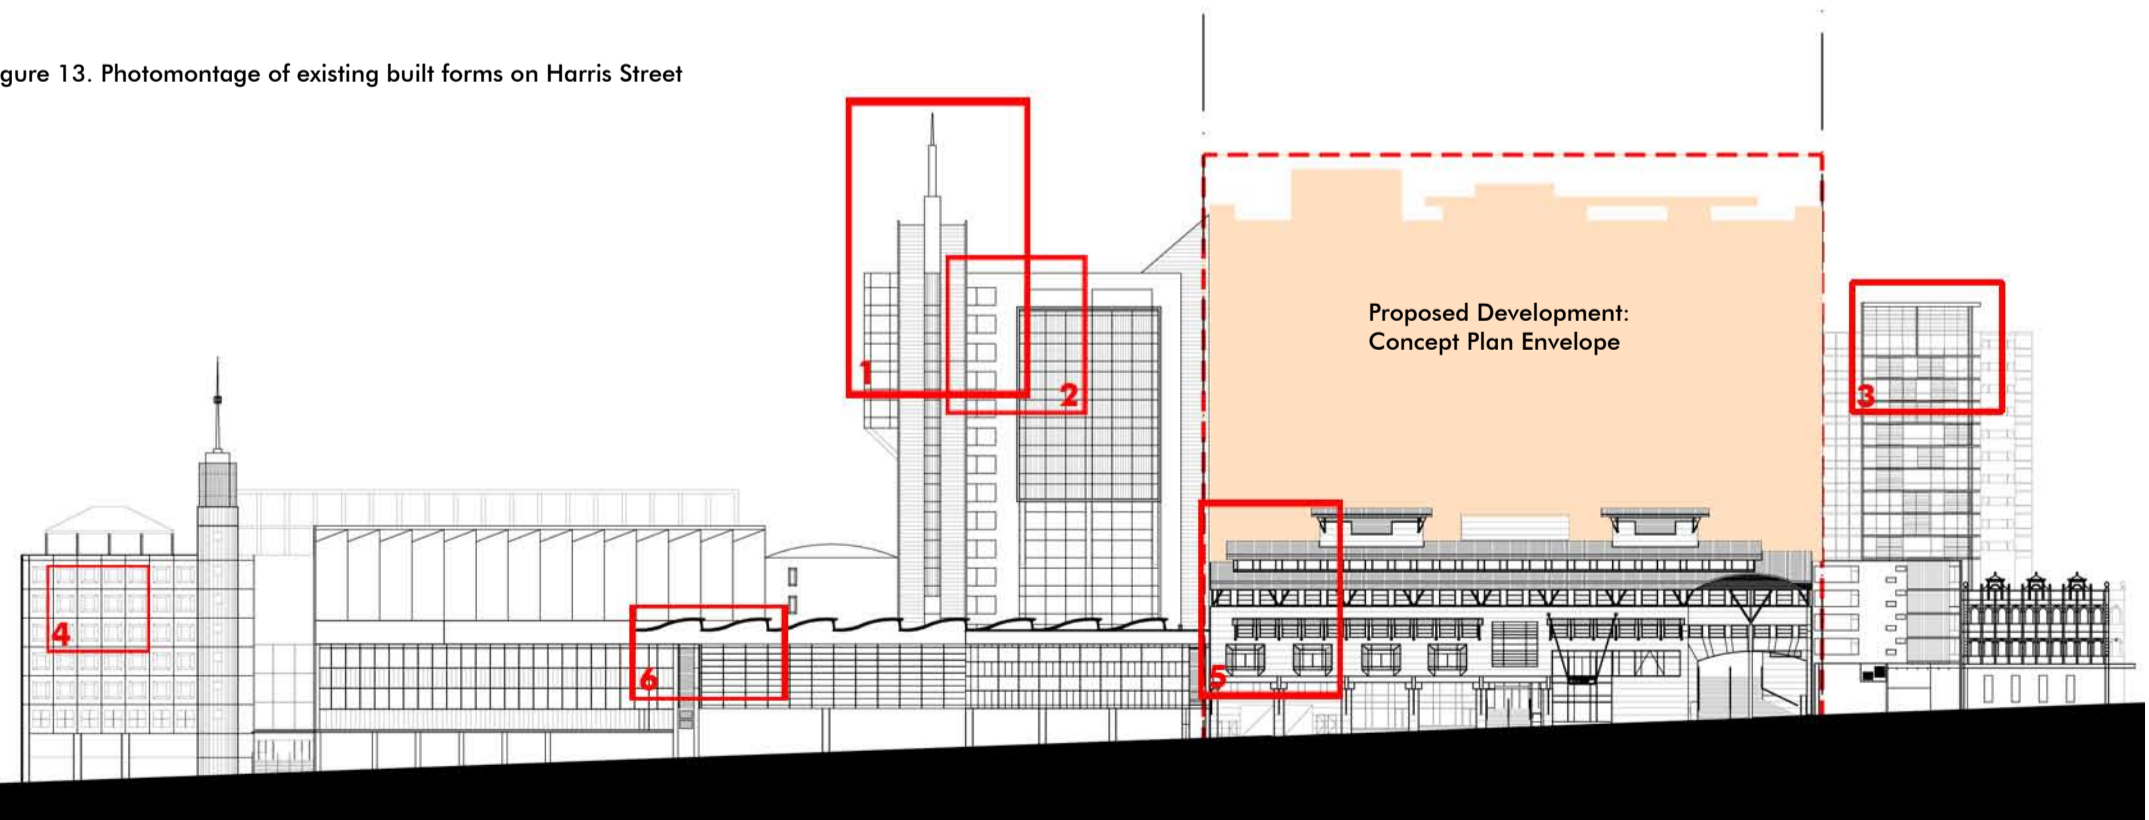 gure 13. Photomontage of existing built forms on Harris Street
1
2
Proposed Development:
Concept Plan Envelope
3
4
6
5